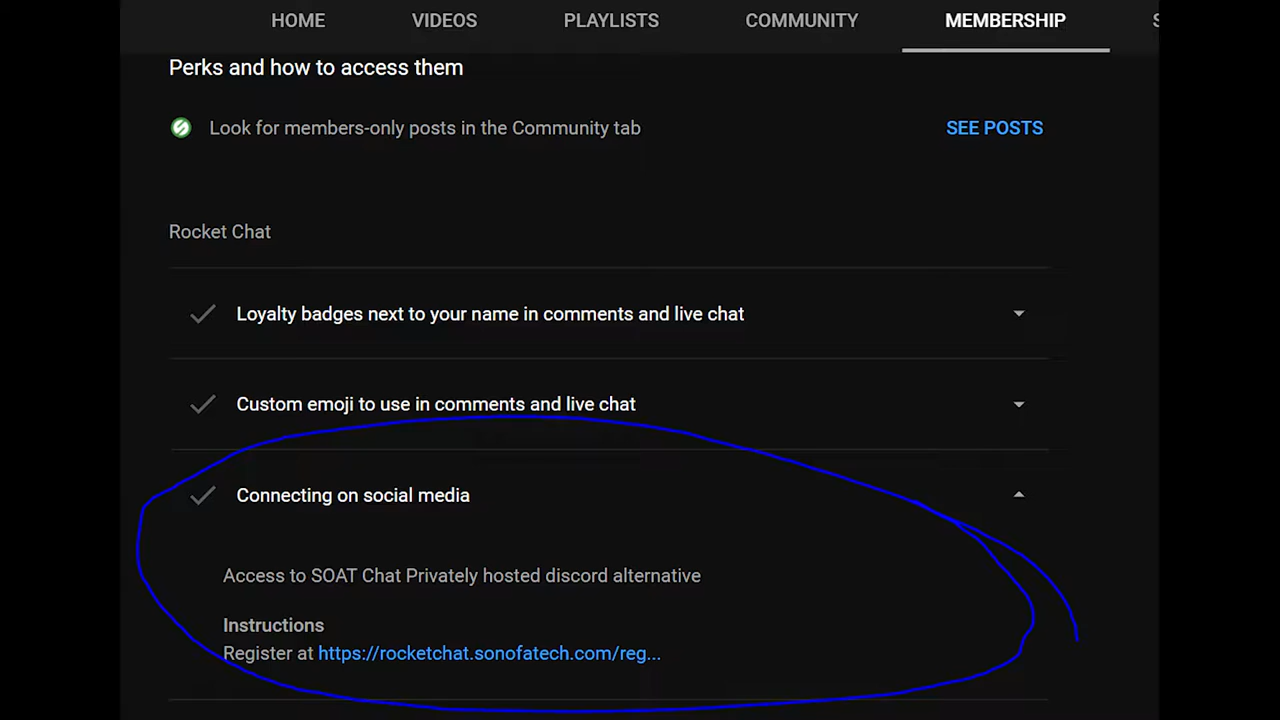 HOME VIDEOS PLAYLISTS COMMUNITY MEMBERSHIP S
Perks and how to access them
Look for members-only posts in the Community tab SEE POSTS
Rocket Chat
Loyalty badges next to your name in comments and live chat
Custom emoji to use in comments and live chat
Connecting on social media
Access to SOAT Chat Privately hosted discord alternative
Instructions
Register at https://rocketchat.sonofatech.com/reg...